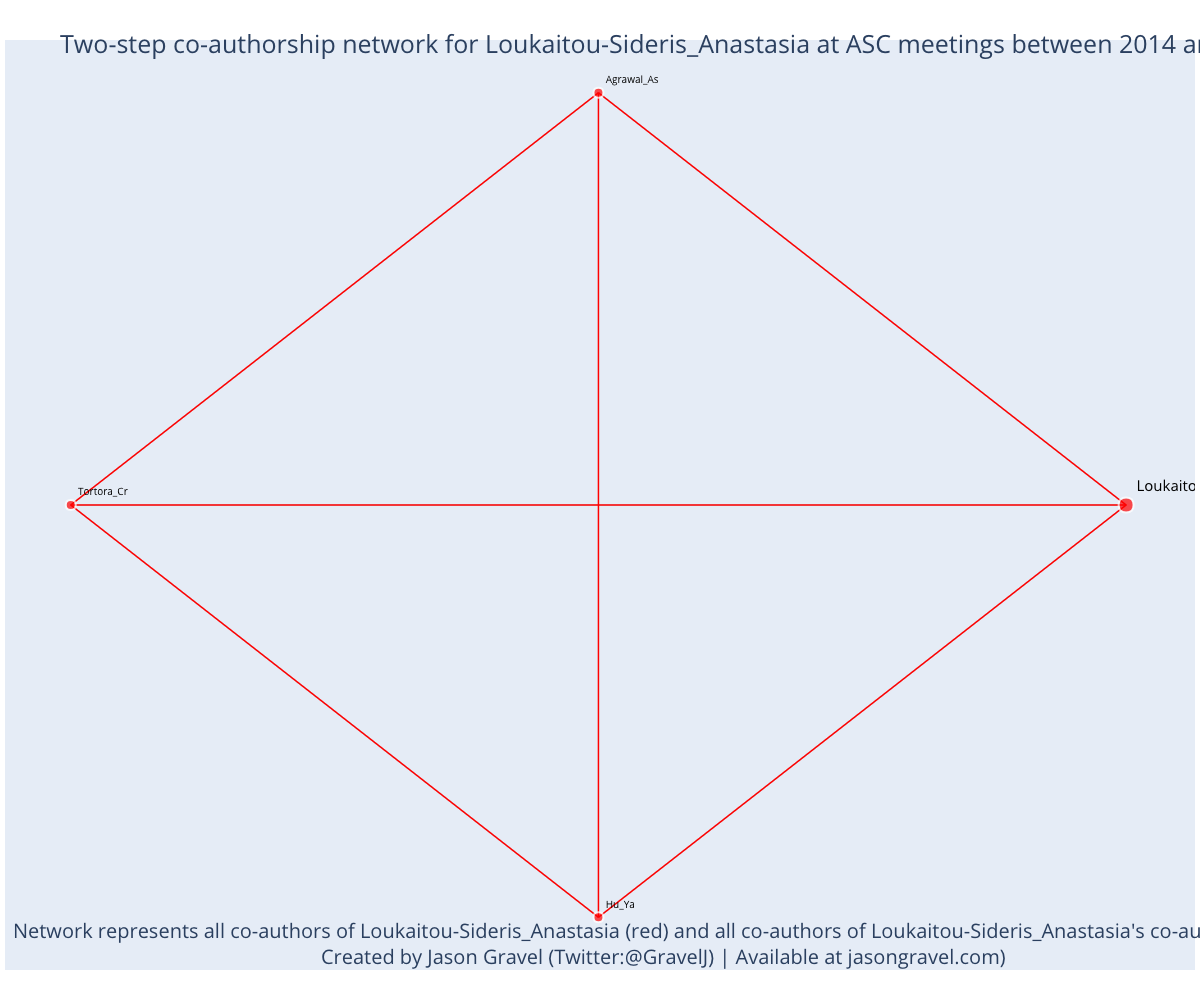 Two-step co-authorship network for Loukaitou-Sideris_Anastasia at ASC meetings between 2014
Agrawal_As
Tortora_Cr
Loukaito
Hu_Ya
Network represents all co-authors of Loukaitou-Sideris_Anastasia (red) and all co-authors of Loukaitou-Sideris_Anastasia's co-au
Created by Jason Gravel (Twitter:@GravelJ) | Available at jasongravel.com)